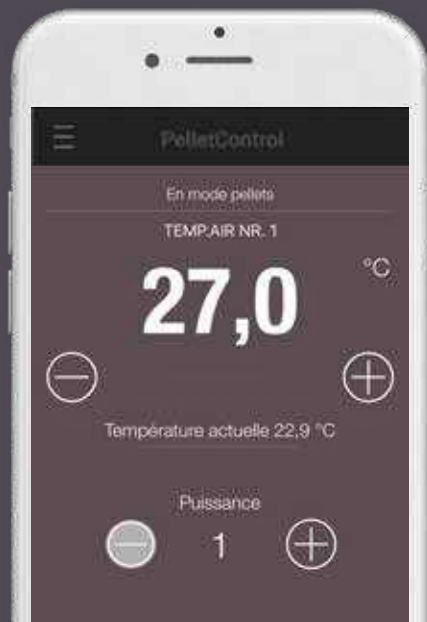 PelletControl
En mode pellets
TEMP.AIR NR. 1
27,0 °C
Température actuelle 22,9 °C
Puissance
1